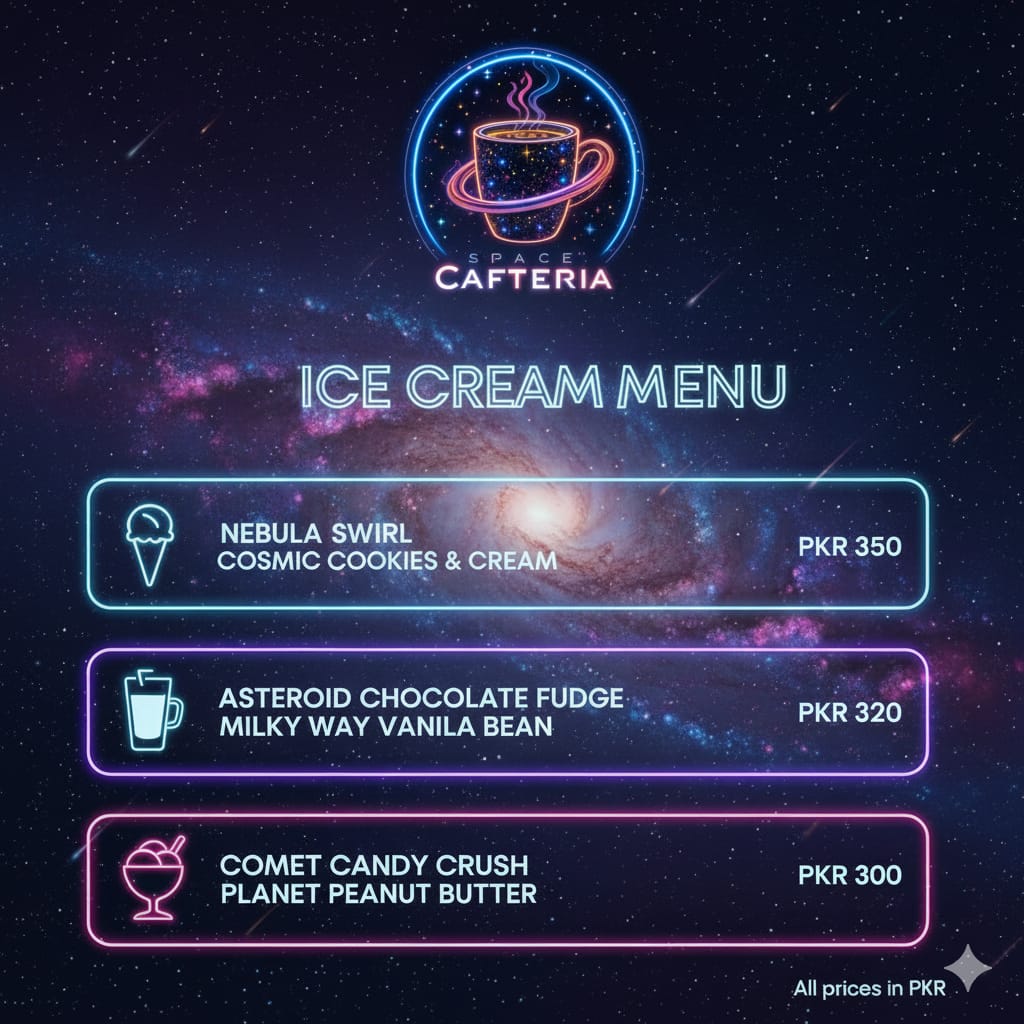 SPACE
CAFTERIA
ICE CREAM MENU
NEBULA SWIRL
COSMIC COOKIES & CREAM
PKR 350
ASTEROID CHOCOLATE FUDGE
MILKY WAY VANILA BEAN
PKR 320
COMET CANDY CRUSH
PLANET PEANUT BUTTER
PKR 300
All prices in PKR